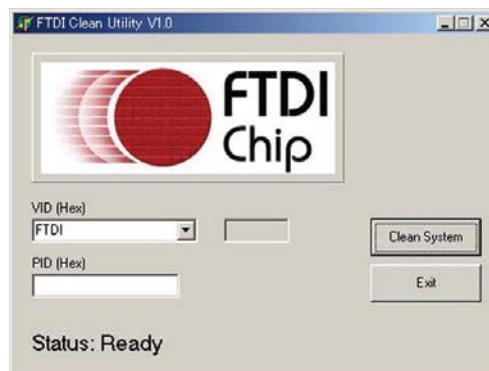 FTDI Clean Utility V1.0
FTDI
Chip
VID (Hex)
FTDI
Clean System
PID (Hex)
Exit
Status: Ready